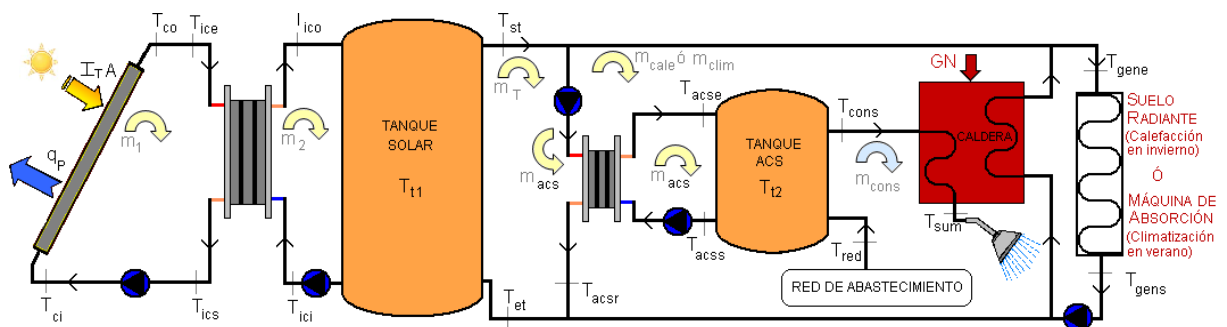 T_co
T_ice
I_ico
T_st
m_cale ó m_clim
GN
T_gene
I_T A
m_1
m_2
m_T
TANQUE
SOLAR
T_t1
T_acse
TANQUE
ACS
T_t2
T_cons
CALDERA
SUELO
RADIANTE
(Calefacción
en invierno)
Ó
MÁQUINA DE
ABSORCIÓN
(Climatización
en verano)
q_p
m_acs
m_acs
m_cons
T_sum
T_acss
T_red
T_ci
T_ics
T_ici
T_et
T_acsr
RED DE ABASTECIMIENTO
T_gens